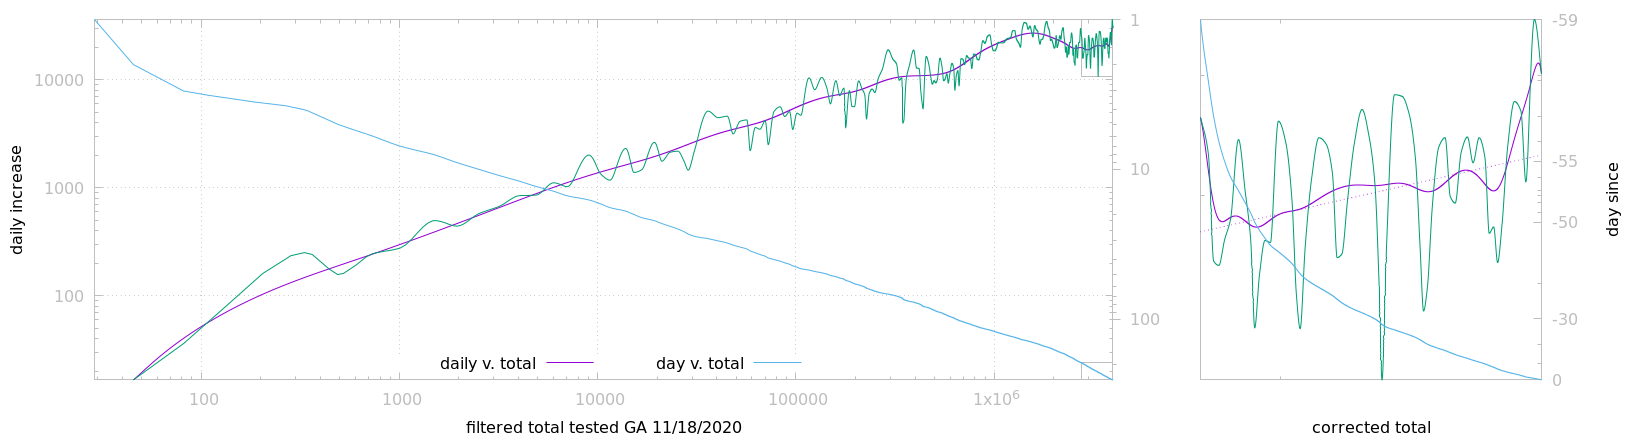 daily increase
10000
1000
100
daily v. total
day v. total
100
1000
10000
100000
1x10^6
filtered total tested GA 11/18/2020
1
10
100
-59
-55
-50
-30
0
day since
corrected total